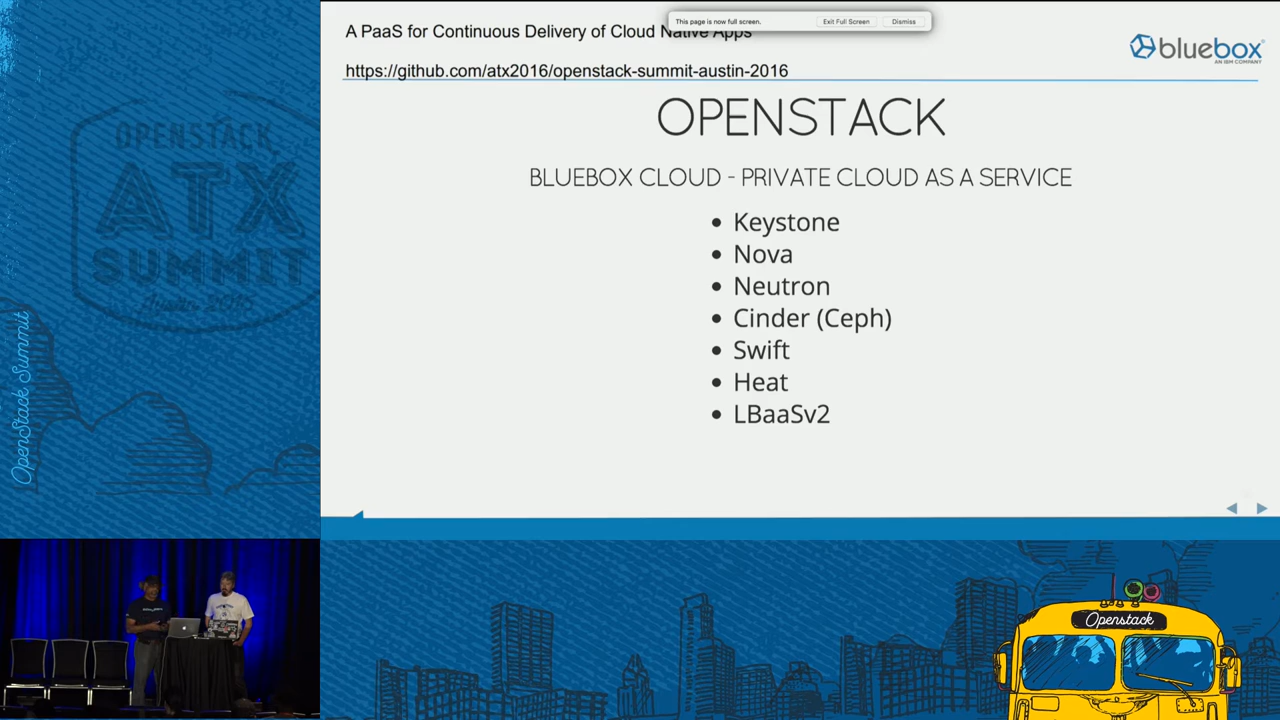 A PaaS for Continuous Delivery of Cloud Native Apps
This page is now full screen.
Exit Full Screen
Dismiss
https://github.com/atx2016/openstack-summit-austin-2016
bluebox
AN IBM COMPANY
OPENSTACK
BLUEBOX CLOUD - PRIVATE CLOUD AS A SERVICE
• Keystone
• Nova
• Neutron
• Cinder (Ceph)
• Swift
• Heat
• LBaaSv2
OPENSTACK
ATX
SUMMIT
Austin 2016
OpenStack Summit
Openstack